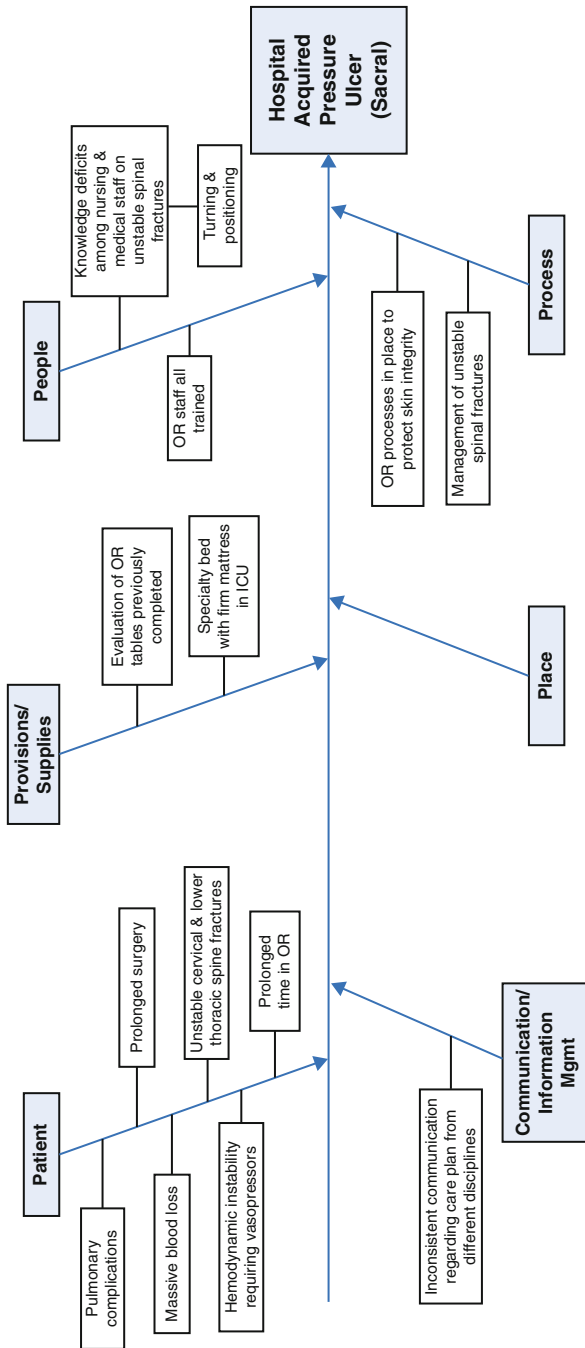 Patient
Pulmonary
complications
Prolonged surgery
Massive blood loss
Unstable cervical & lower
thoracic spine fractures
Hemodynamic instability
requiring vasopressors
Prolonged
time in OR
Provisions/
Supplies
Evaluation of OR
tables previously
completed
Specialty bed
with firm mattress
in ICU
People
Knowledge deficits
among nursing &
medical staff on
unstable spinal
fractures
Turning &
positioning
OR staff all
trained
Hospital
Acquired
Pressure
Ulcer
(Sacral)
Inconsistent communication
regarding care plan from
different disciplines
Communication/
Information
Mgmt
Place
OR processes in place to
protect skin integrity
Management of unstable
spinal fractures
Process